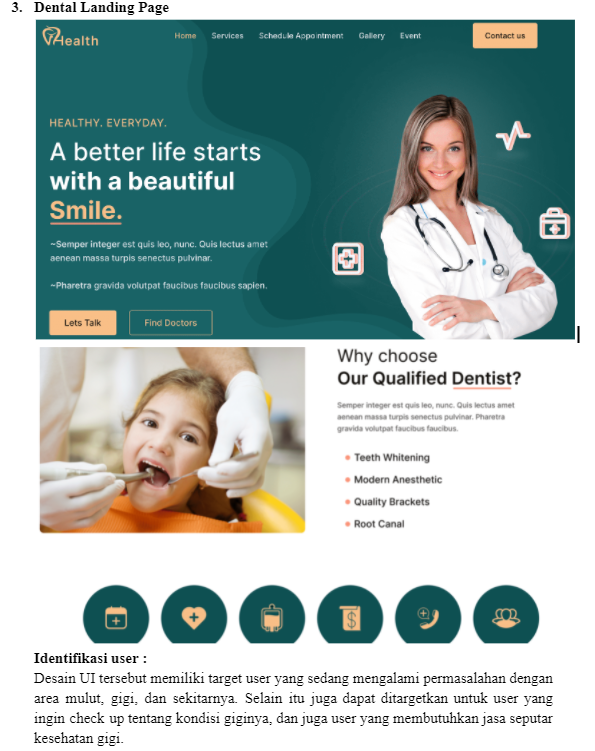 3. Dental Landing Page
Health
Home Services Schedule Appointment Gallery Event Contact us
HEALTHY. EVERYDAY.
A better life starts
with a beautiful
Smile.
~Semper integer est quis leo, nunc. Quis lectus amet
aenean massa turpis senectus pulvinar.
~Pharetra gravida volutpat faucibus faucibus sapien.
Lets Talk Find Doctors
Why choose
Our Qualified Dentist?
Semper integer est quis leo, nunc. Quis lectus amet
aenean massa turpis senectus pulvinar. Pharetra
gravida volutpat faucibus faucibus.
Teeth Whitening
Modern Anesthetic
Quality Brackets
Root Canal
Identifikasi user :
Desain UI tersebut memiliki target user yang sedang mengalami permasalahan dengan
area mulut, gigi, dan sekitarnya. Selain itu juga dapat ditargetkan untuk user yang
ingin check up tentang kondisi giginya, dan juga user yang membutuhkan jasa seputar
kesehatan gigi.